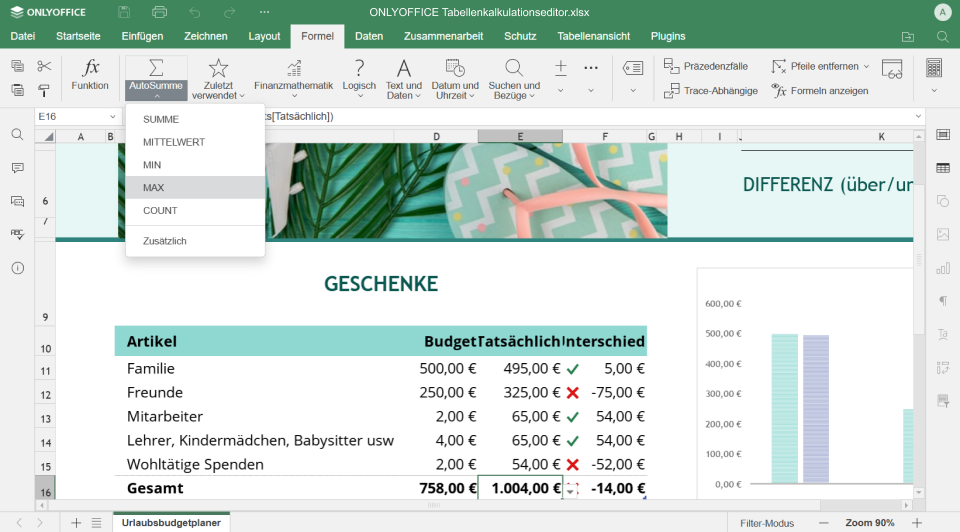 ONLYOFFICE
ONLYOFFICE Tabellenkalkulationseditor.xlsx
A
Datei Startseite Einfügen Zeichnen Layout Formel Daten Zusammenarbeit Schutz Tabellenansicht Plugins
fx Funktion
AutoSumme
Zuletzt verwendet
Finanzmathematik
Logisch
Text und Daten
Datum und Uhrzeit
Suchen und Bezüge
Präzedenzfälle
Trace-Abhängige
Pfeile entfernen
fx Formeln anzeigen
E16
ts[Tatsächlich])
SUMME
MITTELWERT
MIN
MAX
COUNT
Zusätzlich
A B D E F G H I K
6
7
9
10
11
12
13
14
15
16
DIFFERENZ (über/un
GESCHENKE
Artikel Budget Tatsächlich Unterschied
Familie 500,00 € 495,00 € 5,00 €
Freunde 250,00 € 325,00 € -75,00 €
Mitarbeiter 2,00 € 65,00 € 54,00 €
Lehrer, Kindermädchen, Babysitter usw 4,00 € 65,00 € 54,00 €
Wohltätige Spenden 2,00 € 54,00 € -52,00 €
Gesamt 758,00 € 1.004,00 € -14,00 €
600,00 €
500,00 €
400,00 €
300,00 €
200,00 €
100,00 €
0,00 €
Urlaubsbudgetplaner
Filter-Modus
Zoom 90%